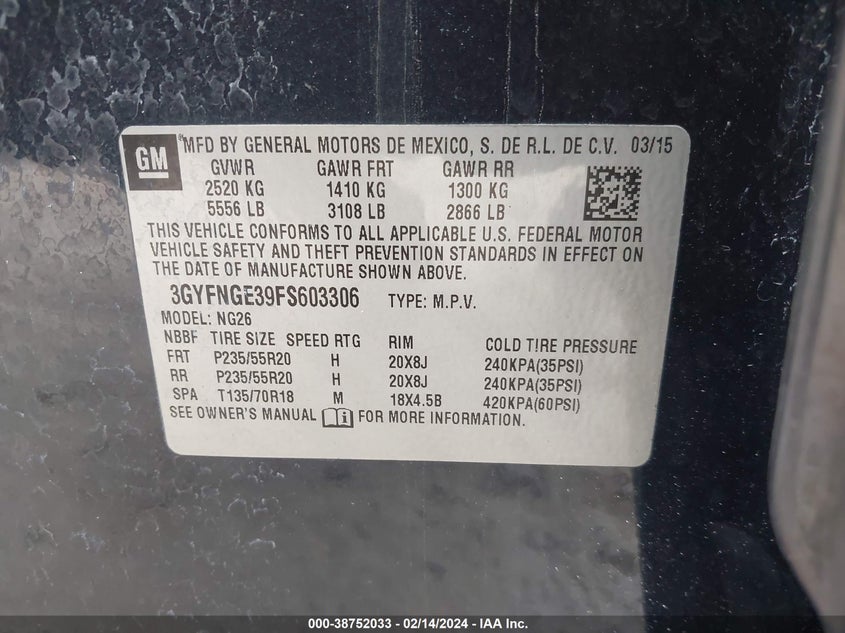 GM ®MFD BY GENERAL MOTORS DE MEXICO, S. DE R.L. DE C.V. 03/15
GVWR GAWR FRT GAWR RR
2520 KG 1410 KG 1300 KG
5556 LB 3108 LB 2866 LB
THIS VEHICLE CONFORMS TO ALL APPLICABLE U.S. FEDERAL MOTOR
VEHICLE SAFETY AND THEFT PREVENTION STANDARDS IN EFFECT ON
THE DATE OF MANUFACTURE SHOWN ABOVE.
3GYFNGE39FS603306 TYPE: M.P.V.
MODEL: NG26
NBBF TIRE SIZE SPEED RTG RIM COLD TIRE PRESSURE
FRT P235/55R20 H 20X8J 240KPA(35PSI)
RR P235/55R20 H 20X8J 240KPA(35PSI)
SPA T135/70R18 M 18X4.5B 420KPA(60PSI)
SEE OWNER'S MANUAL FOR MORE INFORMATION.
000-38752033 - 02/14/2024 - IAA Inc.